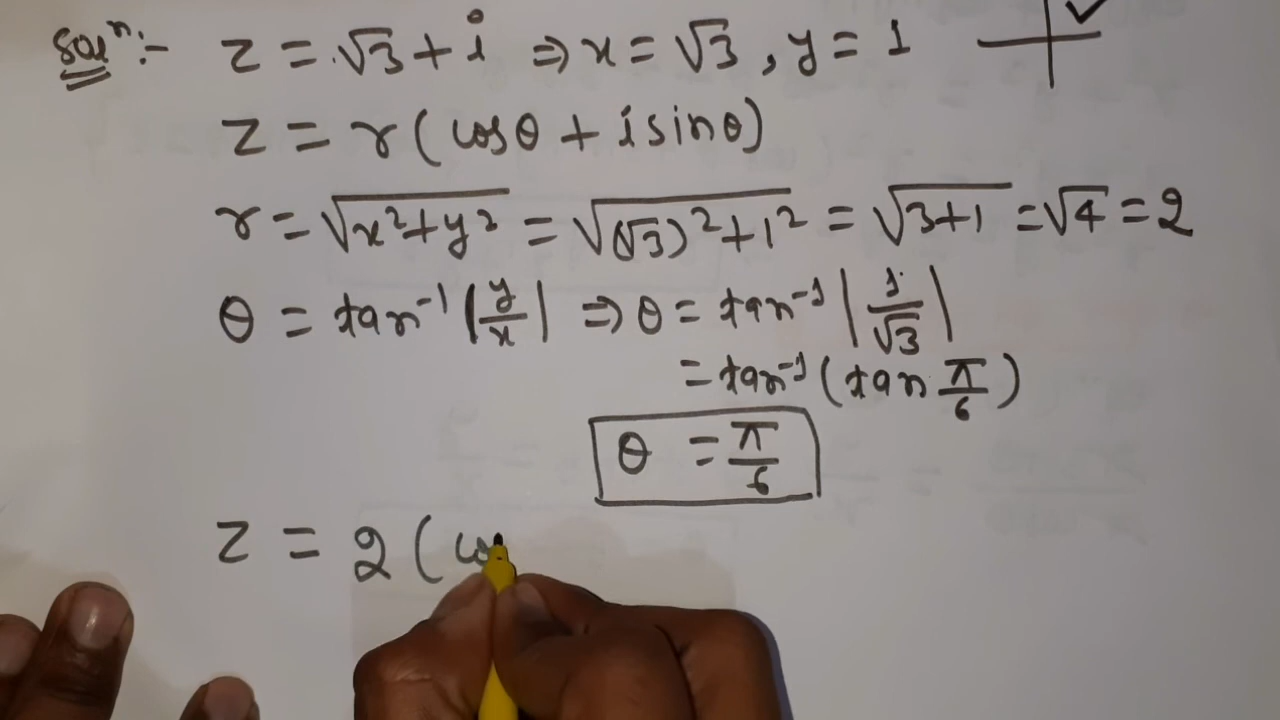 Solⁿ:- z = √3 + i ⇒ x = √3, y = 1
z = r(cosθ + i sinθ)
r = √(x²+y²) = √((√3)²+1²) = √(3+1) = √4 = 2
θ = tan⁻¹|y/x| ⇒ θ = tan⁻¹|1/√3|
= tan⁻¹(tan π/6)
θ = π/6
z = 2(cos